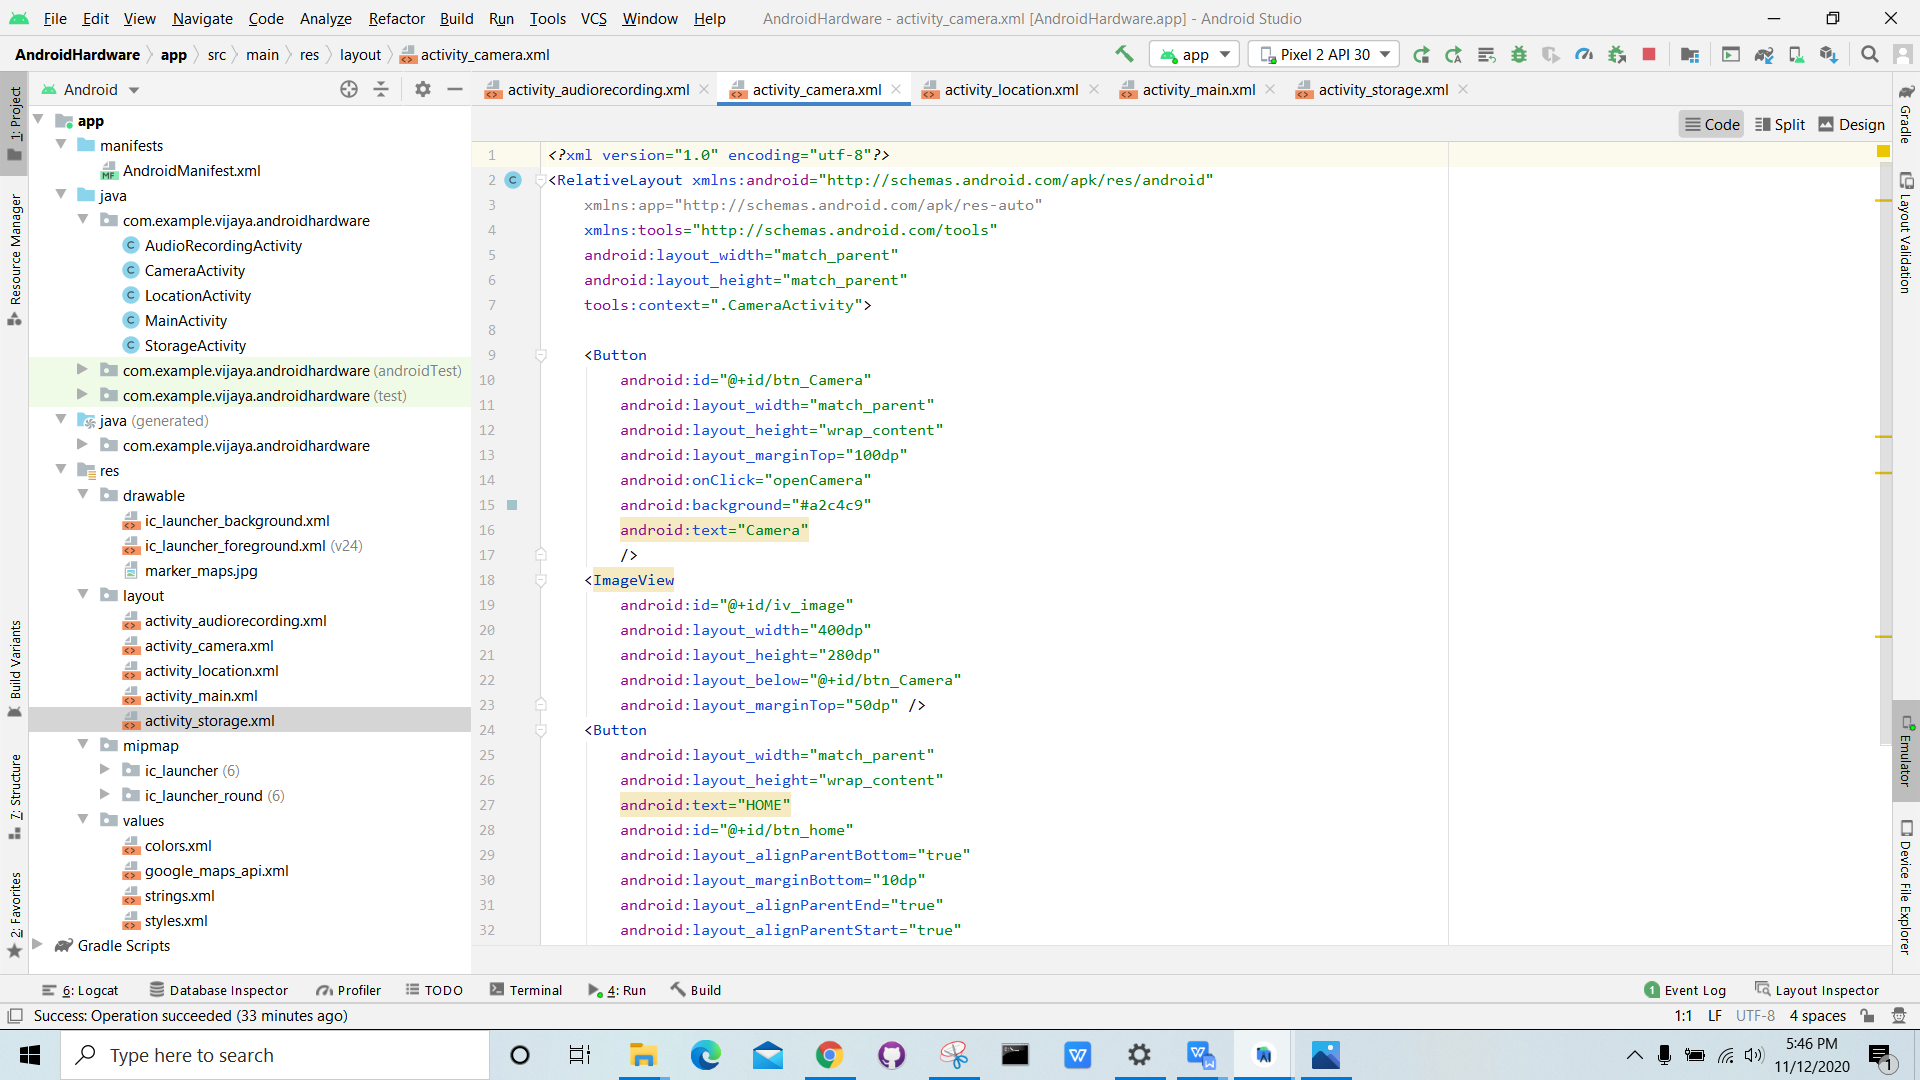 File Edit View Navigate Code Analyze Refactor Build Run Tools VCS Window Help AndroidHardware - activity_camera.xml [AndroidHardware.app] - Android Studio
AndroidHardware app src main res layout activity_camera.xml app Pixel 2 API 30
Android
activity_audiorecording.xml activity_camera.xml activity_location.xml activity_main.xml activity_storage.xml
Code Split Design
1: Project
Resource Manager
Build Variants
7: Structure
2: Favorites
app
manifests
MF AndroidManifest.xml
java
com.example.vijaya.androidhardware
C AudioRecordingActivity
C CameraActivity
C LocationActivity
C MainActivity
C StorageActivity
com.example.vijaya.androidhardware (androidTest)
com.example.vijaya.androidhardware (test)
java (generated)
com.example.vijaya.androidhardware
res
drawable
ic_launcher_background.xml
ic_launcher_foreground.xml (v24)
marker_maps.jpg
layout
activity_audiorecording.xml
activity_camera.xml
activity_location.xml
activity_main.xml
activity_storage.xml
mipmap
ic_launcher (6)
ic_launcher_round (6)
values
colors.xml
google_maps_api.xml
strings.xml
styles.xml
Gradle Scripts
1 <?xml version="1.0" encoding="utf-8"?>
2 C <RelativeLayout xmlns:android="http://schemas.android.com/apk/res/android"
3 xmlns:app="http://schemas.android.com/apk/res-auto"
4 xmlns:tools="http://schemas.android.com/tools"
5 android:layout_width="match_parent"
6 android:layout_height="match_parent"
7 tools:context=".CameraActivity">
8
9 <Button
10 android:id="@+id/btn_Camera"
11 android:layout_width="match_parent"
12 android:layout_height="wrap_content"
13 android:layout_marginTop="100dp"
14 android:onClick="openCamera"
15 android:background="#a2c4c9"
16 android:text="Camera"
17 />
18 <ImageView
19 android:id="@+id/iv_image"
20 android:layout_width="400dp"
21 android:layout_height="280dp"
22 android:layout_below="@+id/btn_Camera"
23 android:layout_marginTop="50dp" />
24 <Button
25 android:layout_width="match_parent"
26 android:layout_height="wrap_content"
27 android:text="HOME"
28 android:id="@+id/btn_home"
29 android:layout_alignParentBottom="true"
30 android:layout_marginBottom="10dp"
31 android:layout_alignParentEnd="true"
32 android:layout_alignParentStart="true"
Gradle
Layout Validation
Emulator
Device File Explorer
6: Logcat Database Inspector Profiler TODO Terminal 4: Run Build 1 Event Log Layout Inspector
Success: Operation succeeded (33 minutes ago) 1:1 LF UTF-8 4 spaces
Type here to search
5:46 PM
11/12/2020
1